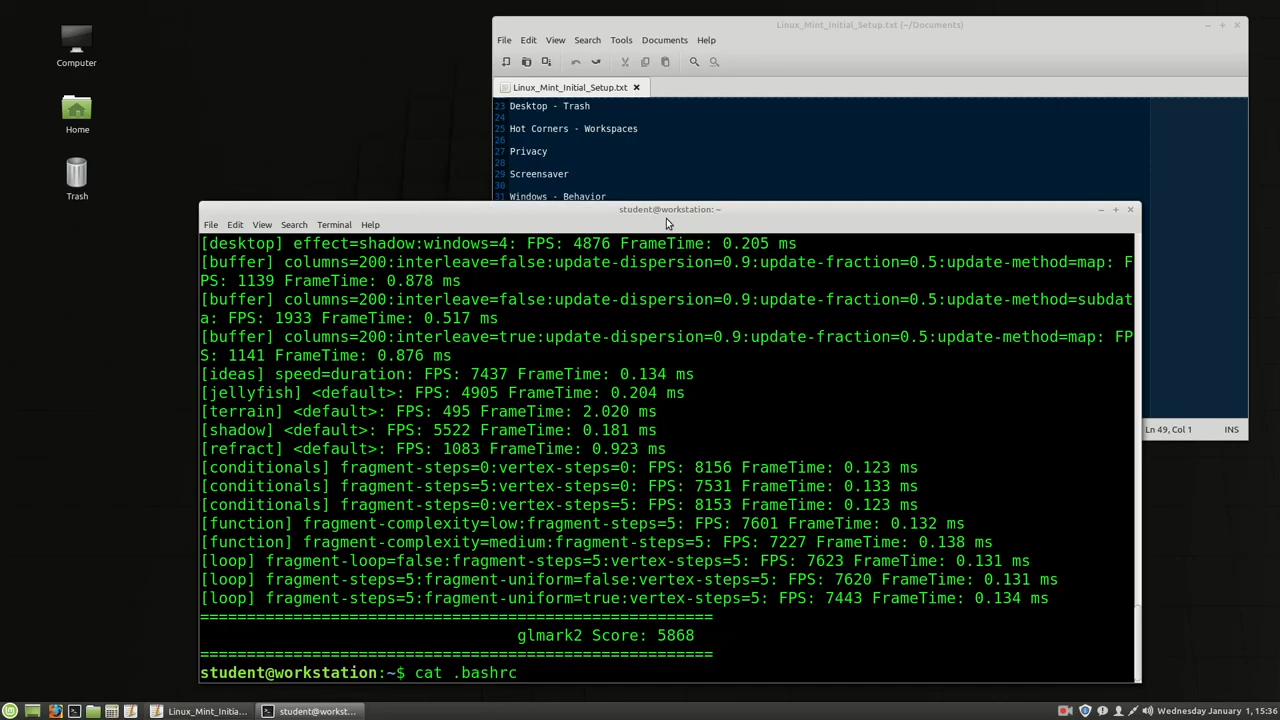 Computer
Home
Trash
Linux_Mint_Initial_Setup.txt (~/Documents)
File Edit View Search Tools Documents Help
Linux_Mint_Initial_Setup.txt
23 Desktop - Trash
24
25 Hot Corners - Workspaces
26
27 Privacy
28
29 Screensaver
30
31 Windows - Behavior
Ln 49, Col 1 INS
student@workstation: ~
File Edit View Search Terminal Help
[desktop] effect=shadow:windows=4: FPS: 4876 FrameTime: 0.205 ms
[buffer] columns=200:interleave=false:update-dispersion=0.9:update-fraction=0.5:update-method=map: F
PS: 1139 FrameTime: 0.878 ms
[buffer] columns=200:interleave=false:update-dispersion=0.9:update-fraction=0.5:update-method=subdat
a: FPS: 1933 FrameTime: 0.517 ms
[buffer] columns=200:interleave=true:update-dispersion=0.9:update-fraction=0.5:update-method=map: FP
S: 1141 FrameTime: 0.876 ms
[ideas] speed=duration: FPS: 7437 FrameTime: 0.134 ms
[jellyfish] <default>: FPS: 4905 FrameTime: 0.204 ms
[terrain] <default>: FPS: 495 FrameTime: 2.020 ms
[shadow] <default>: FPS: 5522 FrameTime: 0.181 ms
[refract] <default>: FPS: 1083 FrameTime: 0.923 ms
[conditionals] fragment-steps=0:vertex-steps=0: FPS: 8156 FrameTime: 0.123 ms
[conditionals] fragment-steps=5:vertex-steps=0: FPS: 7531 FrameTime: 0.133 ms
[conditionals] fragment-steps=0:vertex-steps=5: FPS: 8153 FrameTime: 0.123 ms
[function] fragment-complexity=low:fragment-steps=5: FPS: 7601 FrameTime: 0.132 ms
[function] fragment-complexity=medium:fragment-steps=5: FPS: 7227 FrameTime: 0.138 ms
[loop] fragment-loop=false:fragment-steps=5:vertex-steps=5: FPS: 7623 FrameTime: 0.131 ms
[loop] fragment-steps=5:fragment-uniform=false:vertex-steps=5: FPS: 7620 FrameTime: 0.131 ms
[loop] fragment-steps=5:fragment-uniform=true:vertex-steps=5: FPS: 7443 FrameTime: 0.134 ms
=======================================================
glmark2 Score: 5868
=======================================================
student@workstation:~$ cat .bashrc
Linux_Mint_Initia... student@workst... Wednesday January 1, 15:36